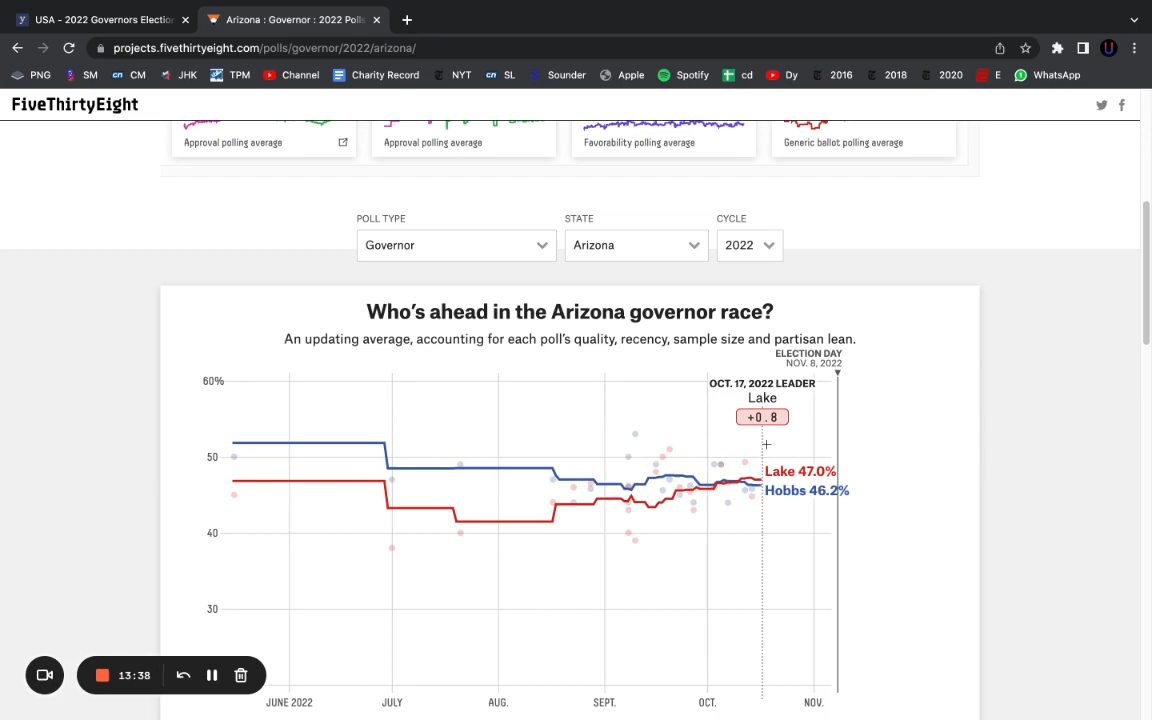 USA - 2022 Governors Election
Arizona : Governor : 2022 Polls
projects.fivethirtyeight.com/polls/governor/2022/arizona/
PNG SM CM JHK TPM Channel Charity Record NYT SL Sounder Apple Spotify cd Dy 2016 2018 2020 E WhatsApp
FiveThirtyEight
Approval polling average Approval polling average Favorability polling average Generic ballot polling average
POLL TYPE STATE CYCLE
Governor Arizona 2022
Who's ahead in the Arizona governor race?
An updating average, accounting for each poll's quality, recency, sample size and partisan lean.
ELECTION DAY
NOV. 8, 2022
60%
OCT. 17, 2022 LEADER
Lake
+0.8
50
Lake 47.0%
Hobbs 46.2%
40
30
13:38
JUNE 2022 JULY AUG. SEPT. OCT. NOV.